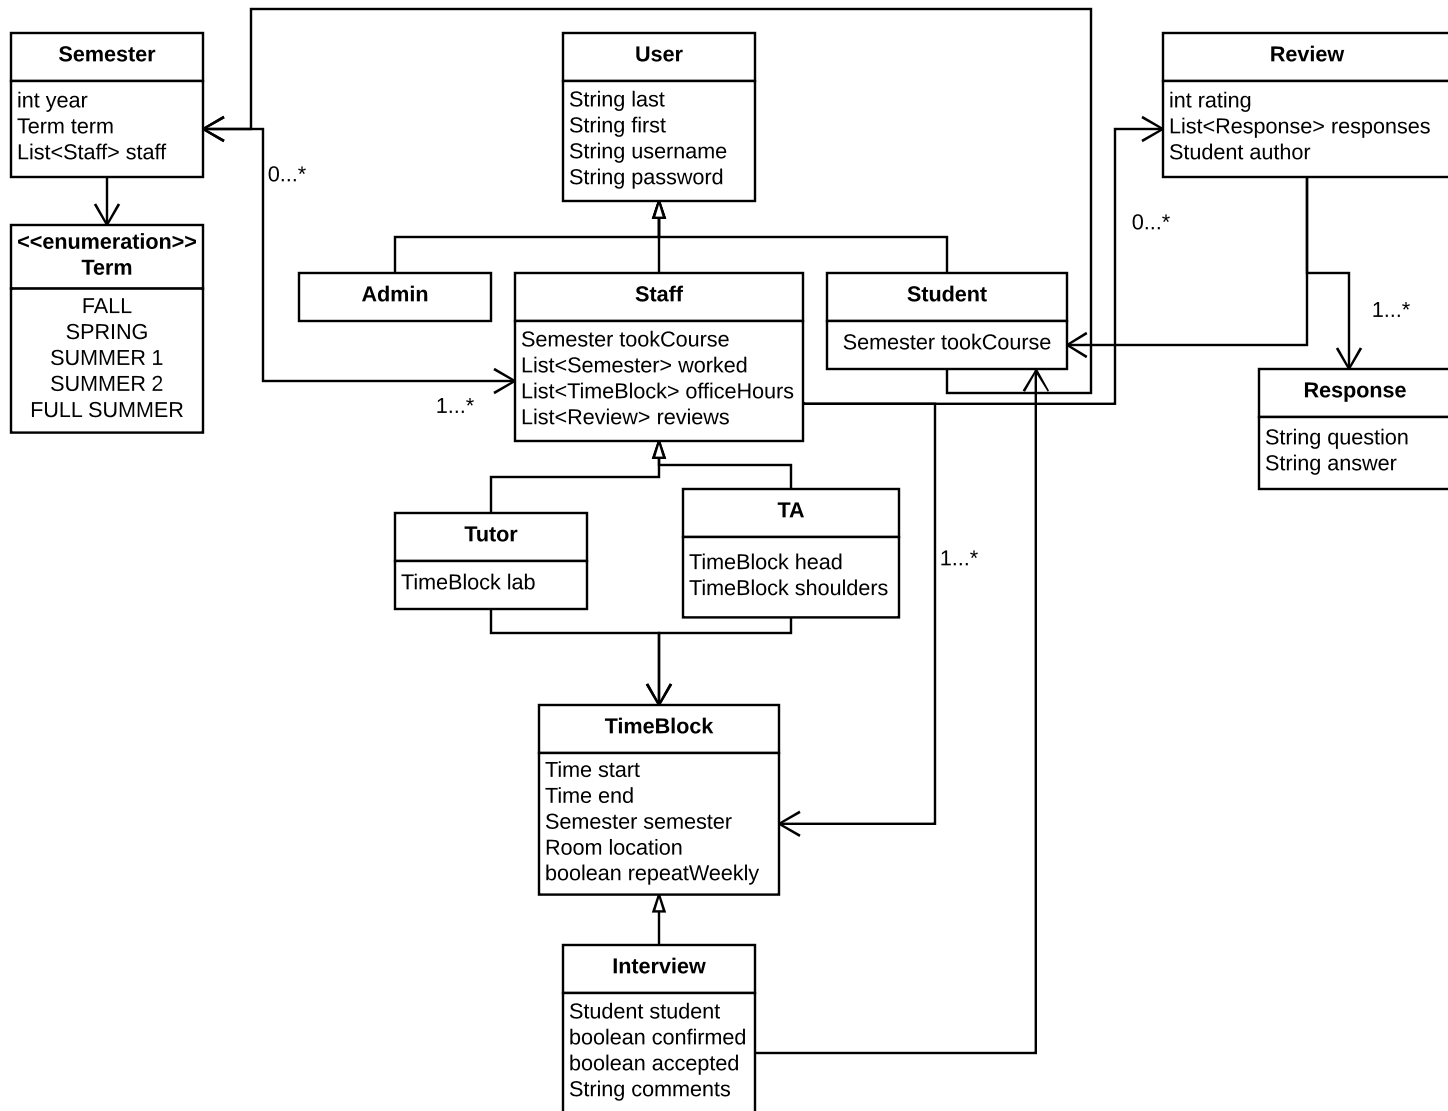 Semester
int year
Term term
List<Staff> staff
<<enumeration>>
Term
FALL
SPRING
SUMMER 1
SUMMER 2
FULL SUMMER
0...*
1...*
User
String last
String first
String username
String password
Admin
Staff
Semester tookCourse
List<Semester> worked
List<TimeBlock> officeHours
List<Review> reviews
Student
Semester tookCourse
Review
int rating
List<Response> responses
Student author
0...*
1...*
Response
String question
String answer
Tutor
TimeBlock lab
TA
TimeBlock head
TimeBlock shoulders
1...*
TimeBlock
Time start
Time end
Semester semester
Room location
boolean repeatWeekly
Interview
Student student
boolean confirmed
boolean accepted
String comments